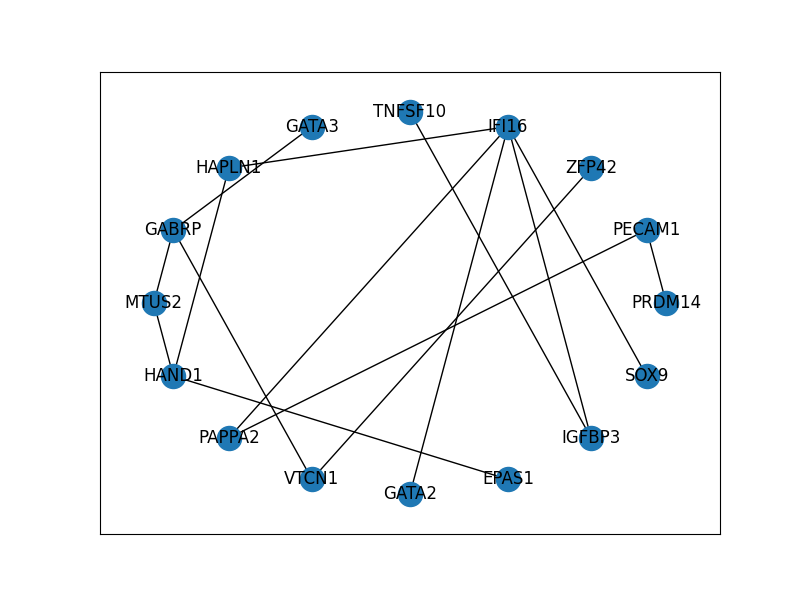 TNFSF10
GATA3
IFI16
HAPLN1
ZFP42
GABRP
PECAM1
MTUS2
PRDM14
HAND1
SOX9
PAPPA2
IGFBP3
VTCN1
EPAS1
GATA2